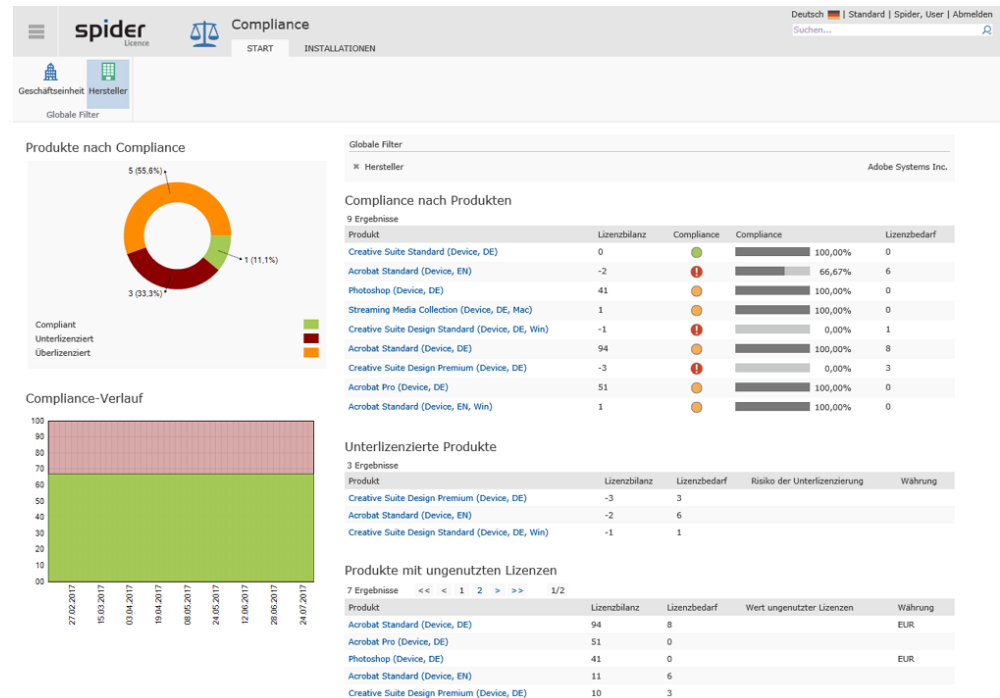 Deutsch | Standard | Spider, User | Abmelden
spider
Licence
Compliance
Suchen...
START INSTALLATIONEN
Geschäftseinheit Hersteller
Globale Filter
Produkte nach Compliance
5 (55,6%)
1 (11,1%)
3 (33,3%)
Compliant
Unterlizenziert
Überlizenziert
Compliance-Verlauf
100
90
80
70
60
50
40
30
20
10
00
27.02.2017 15.03.2017 03.04.2017 19.04.2017 08.05.2017 24.05.2017 12.06.2017 28.06.2017 24.07.2017
Globale Filter
Hersteller Adobe Systems Inc.
Compliance nach Produkten
9 Ergebnisse
Produkt Lizenzbilanz Compliance Compliance Lizenzbedarf
Creative Suite Standard (Device, DE) 0 100,00% 0
Acrobat Standard (Device, EN) -2 66,67% 6
Photoshop (Device, DE) 41 100,00% 0
Streaming Media Collection (Device, DE, Mac) 1 100,00% 0
Creative Suite Design Standard (Device, DE, Win) -1 0,00% 1
Acrobat Standard (Device, DE) 94 100,00% 8
Creative Suite Design Premium (Device, DE) -3 0,00% 3
Acrobat Pro (Device, DE) 51 100,00% 0
Acrobat Standard (Device, EN, Win) 1 100,00% 0
Unterlizenzierte Produkte
3 Ergebnisse
Produkt Lizenzbilanz Lizenzbedarf Risiko der Unterlizenzierung Währung
Creative Suite Design Premium (Device, DE) -3 3
Acrobat Standard (Device, EN) -2 6
Creative Suite Design Standard (Device, DE, Win) -1 1
Produkte mit ungenutzten Lizenzen
7 Ergebnisse << < 1 2 > >> 1/2
Produkt Lizenzbilanz Lizenzbedarf Wert ungenutzter Lizenzen Währung
Acrobat Standard (Device, DE) 94 8 EUR
Acrobat Pro (Device, DE) 51 0
Photoshop (Device, DE) 41 0 EUR
Acrobat Standard (Device, EN) 11 6
Creative Suite Design Premium (Device, DE) 10 3